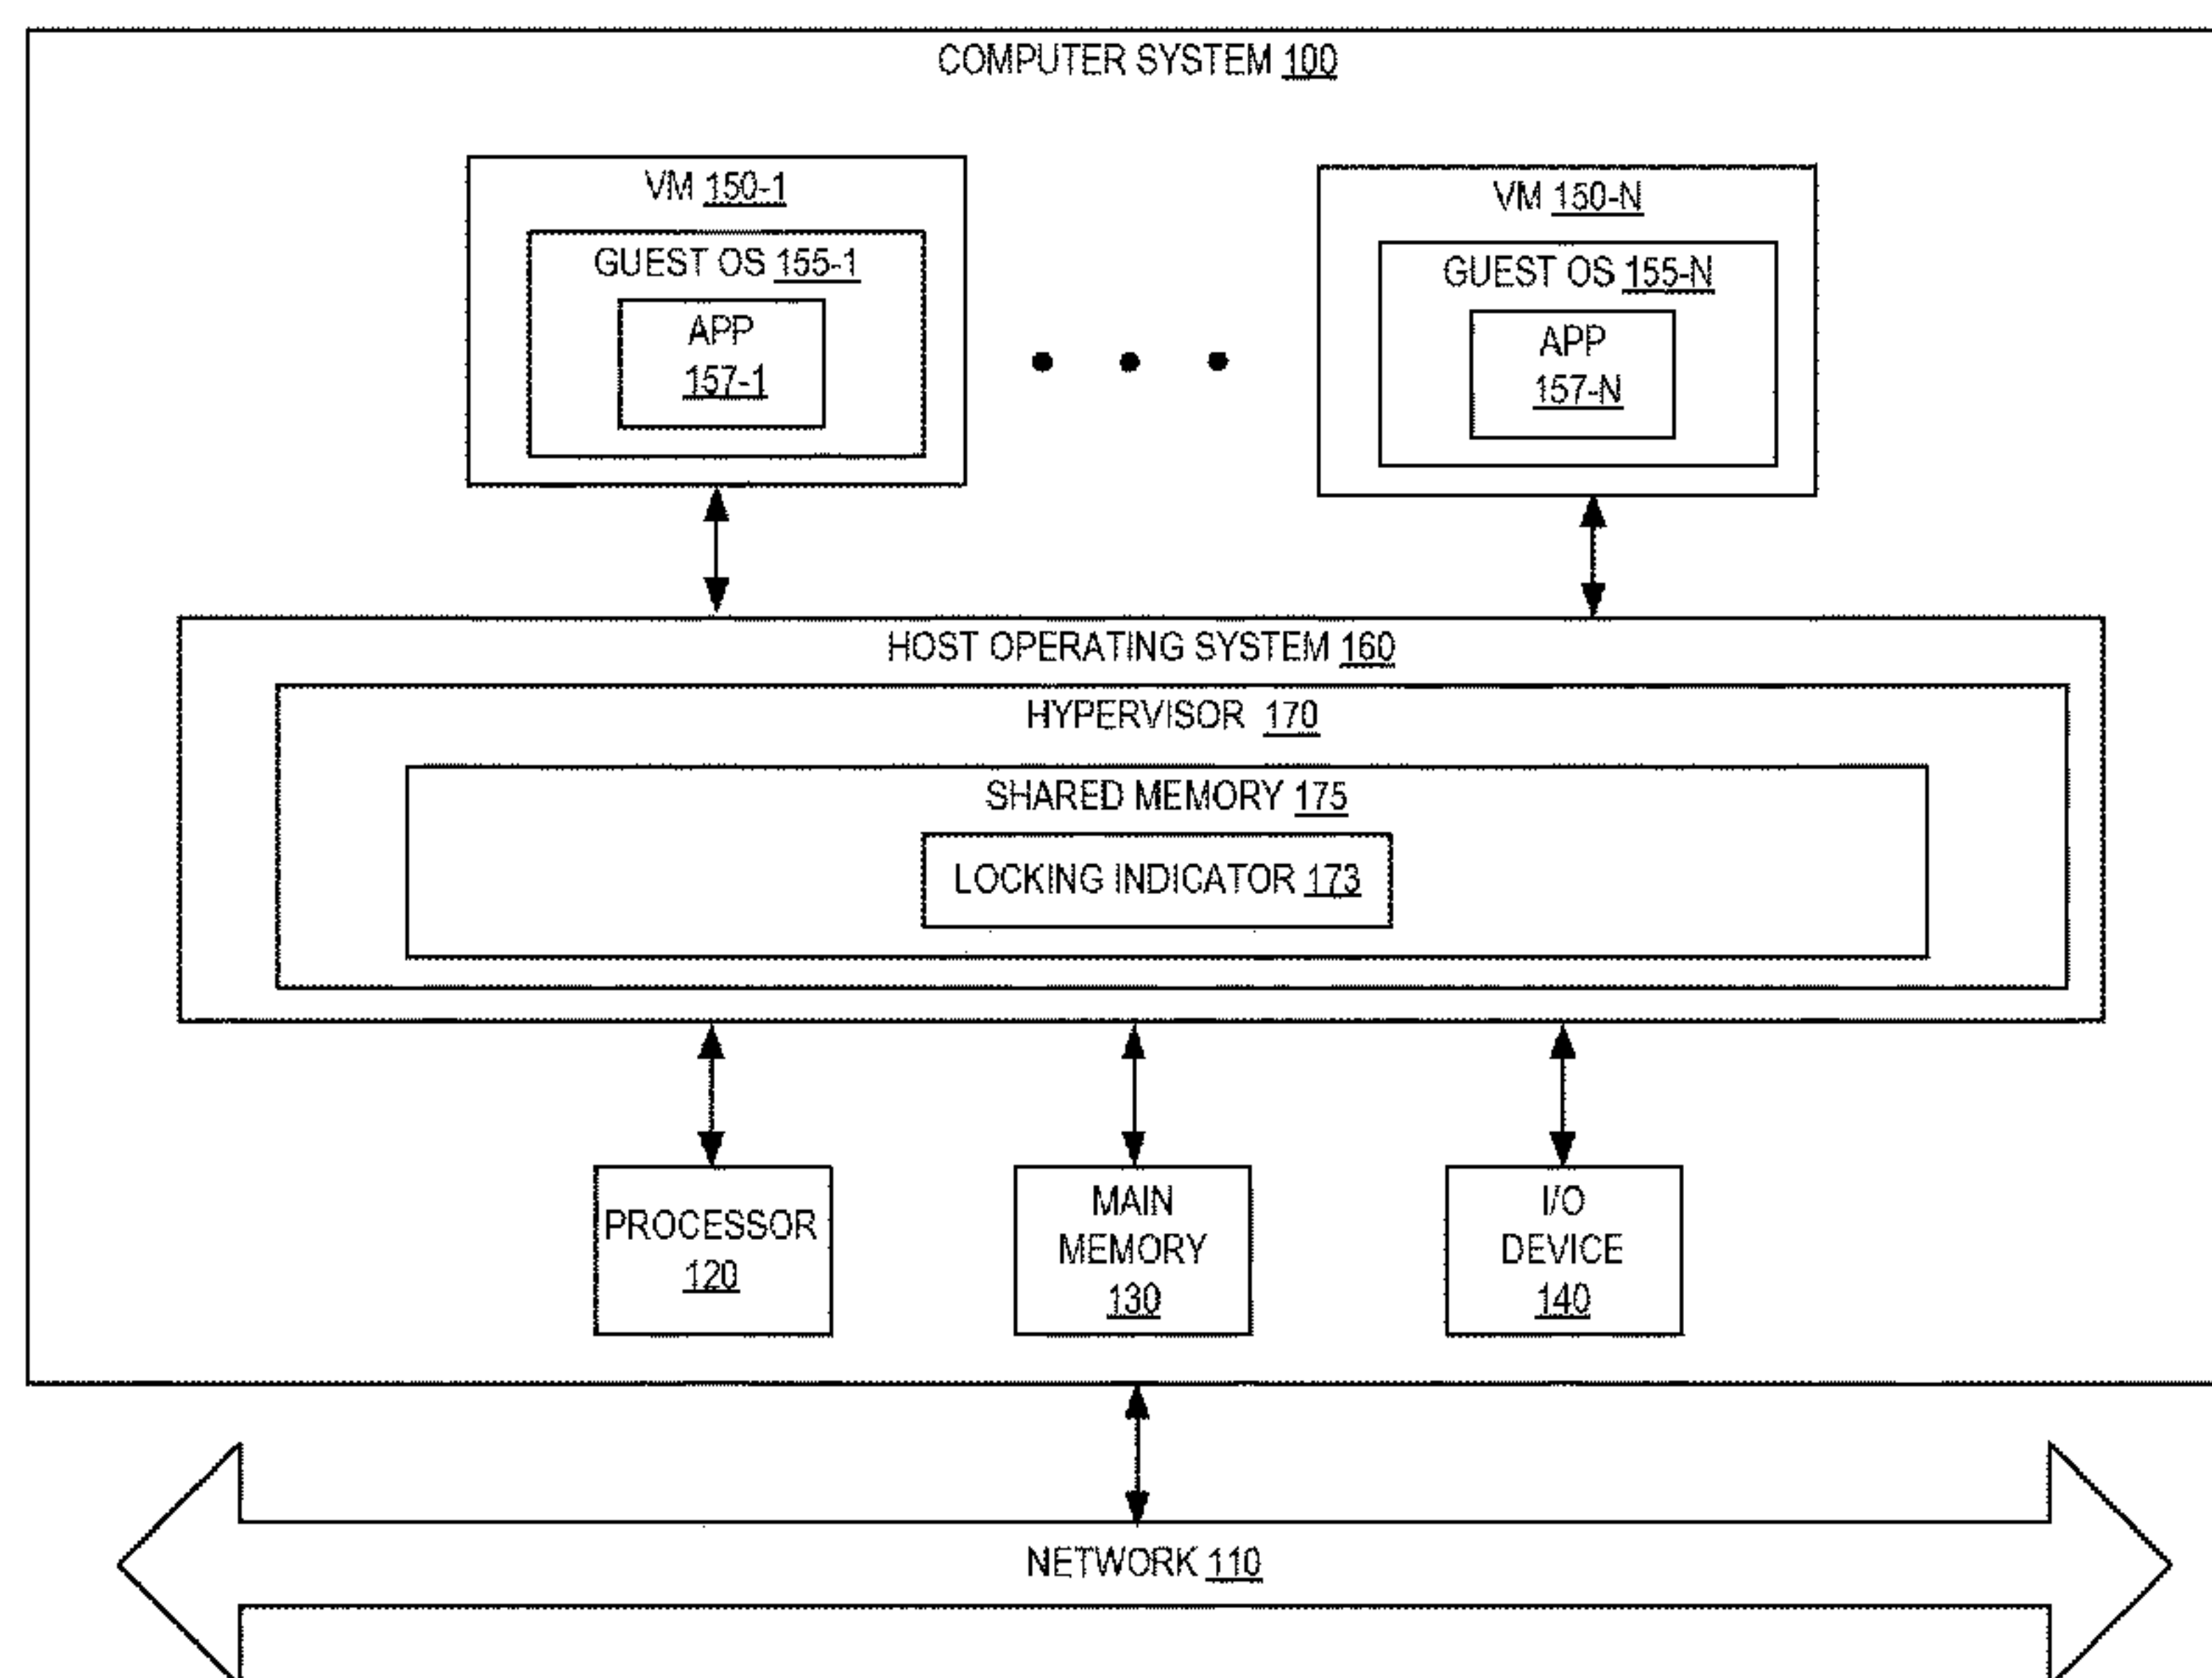 COMPUTER SYSTEM 100
VM 150-1
GUEST OS 155-1
APP
157-1
VM 150-N
GUEST OS 155-N
APP
157-N
HOST OPERATING SYSTEM 160
HYPERVISOR 170
SHARED MEMORY 175
LOCKING INDICATOR 173
PROCESSOR
120
MAIN
MEMORY
130
I/O
DEVICE
140
NETWORK 110